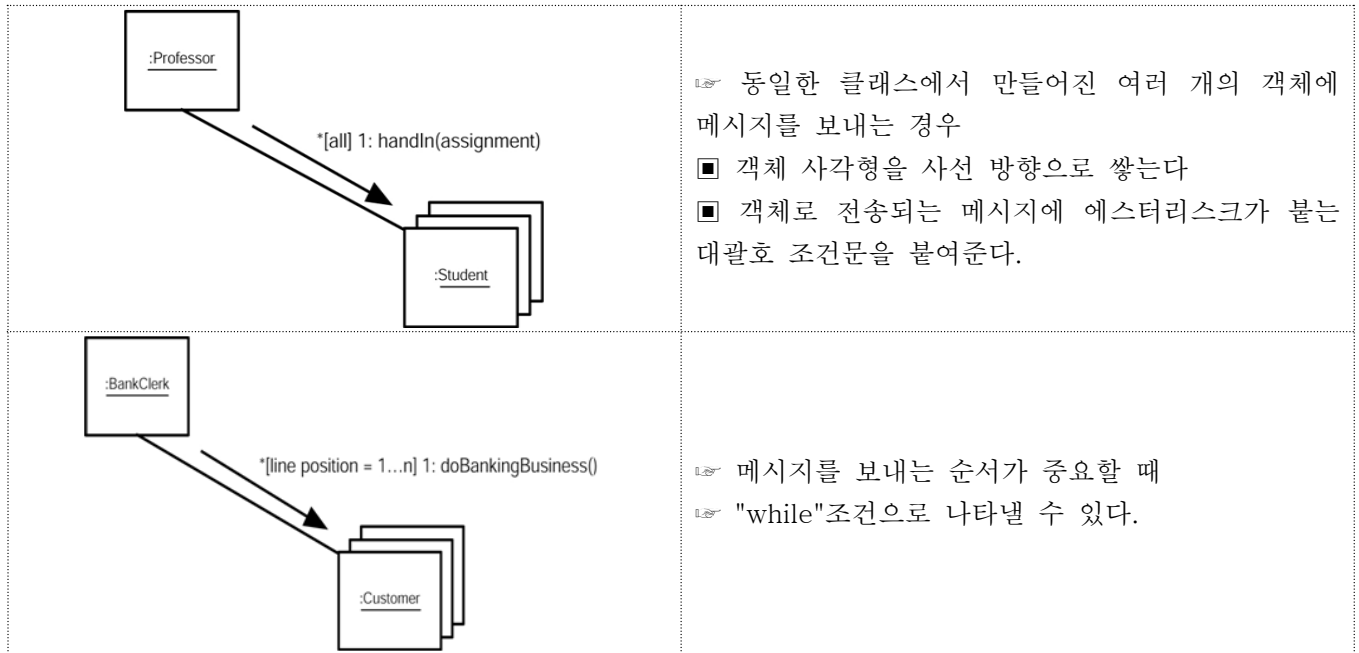 :Professor
*[all] 1: handIn(assignment)
:Student
☞ 동일한 클래스에서 만들어진 여러 개의 객체에
메시지를 보내는 경우
▣ 객체 사각형을 사선 방향으로 쌓는다
▣ 객체로 전송되는 메시지에 에스터리스크가 붙는
대괄호 조건문을 붙여준다.
:BankClerk
*[line position = 1…n] 1: doBankingBusiness()
:Customer
☞ 메시지를 보내는 순서가 중요할 때
☞ "while"조건으로 나타낼 수 있다.